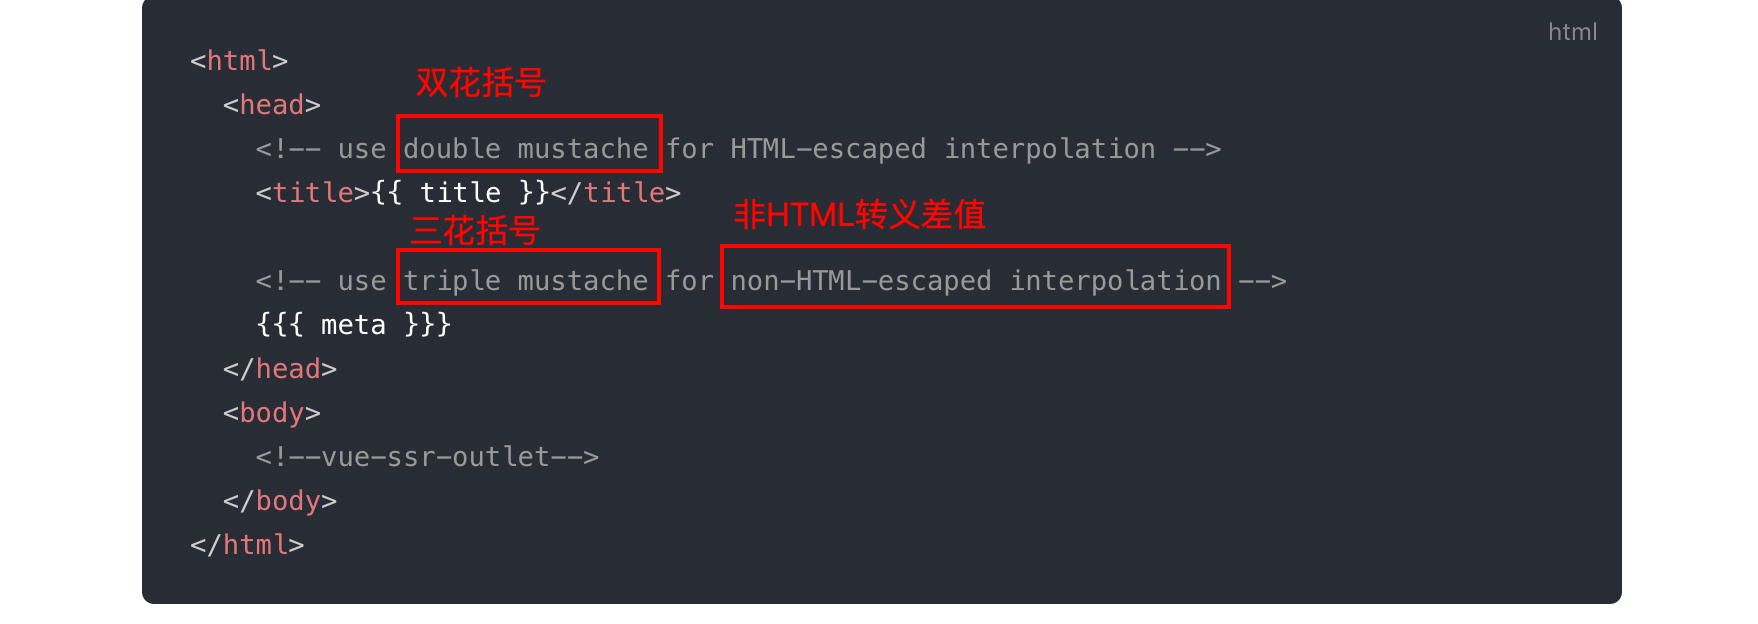 html
<html>
双花括号
<head>
<!-- use double mustache for HTML-escaped interpolation -->
<title>{{ title }}</title>
三花括号
非HTML转义差值
<!-- use triple mustache for non-HTML-escaped interpolation -->
{{{ meta }}}
</head>
<body>
<!--vue-ssr-outlet-->
</body>
</html>